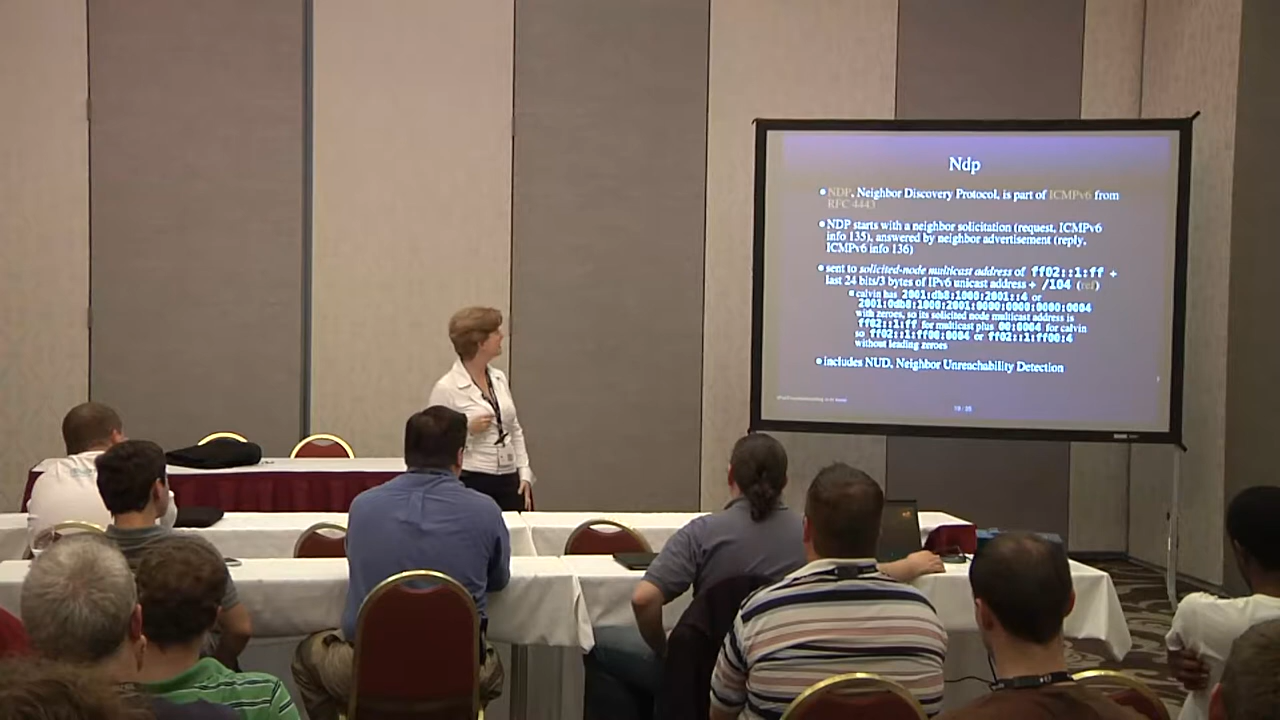 Ndp
NDP, Neighbor Discovery Protocol, is part of ICMPv6 from
RFC 4443
NDP starts with a neighbor solicitation (request, ICMPv6
info 135), answered by neighbor advertisement (reply,
ICMPv6 info 136)
sent to solicited-node multicast address of ff02::1:ff +
last 24 bits/3 bytes of IPv6 unicast address + /104 (ref)
calvin has 2001:db8:1000:2001::4 or
2001:0db8:1000:2001:0000:0000:0000:0004
with zeroes, so its solicited node multicast address is
ff02::1:ff for multicast plus 00:0004 for calvin
so ff02::1:ff00:0004 or ff02::1:ff00:4
without leading zeroes
includes NUD, Neighbor Unreachability Detection